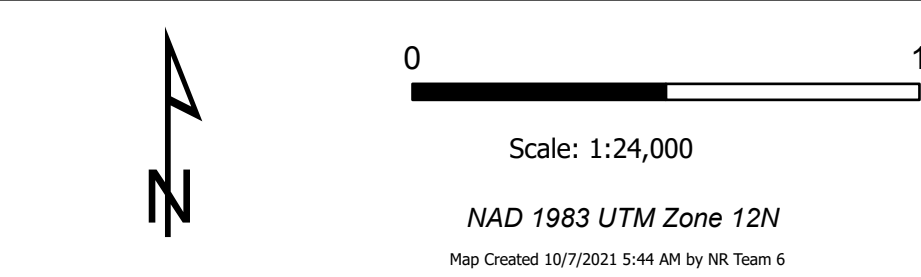 0 1
N
Scale: 1:24,000
NAD 1983 UTM Zone 12N
Map Created 10/7/2021 5:44 AM by NR Team 6